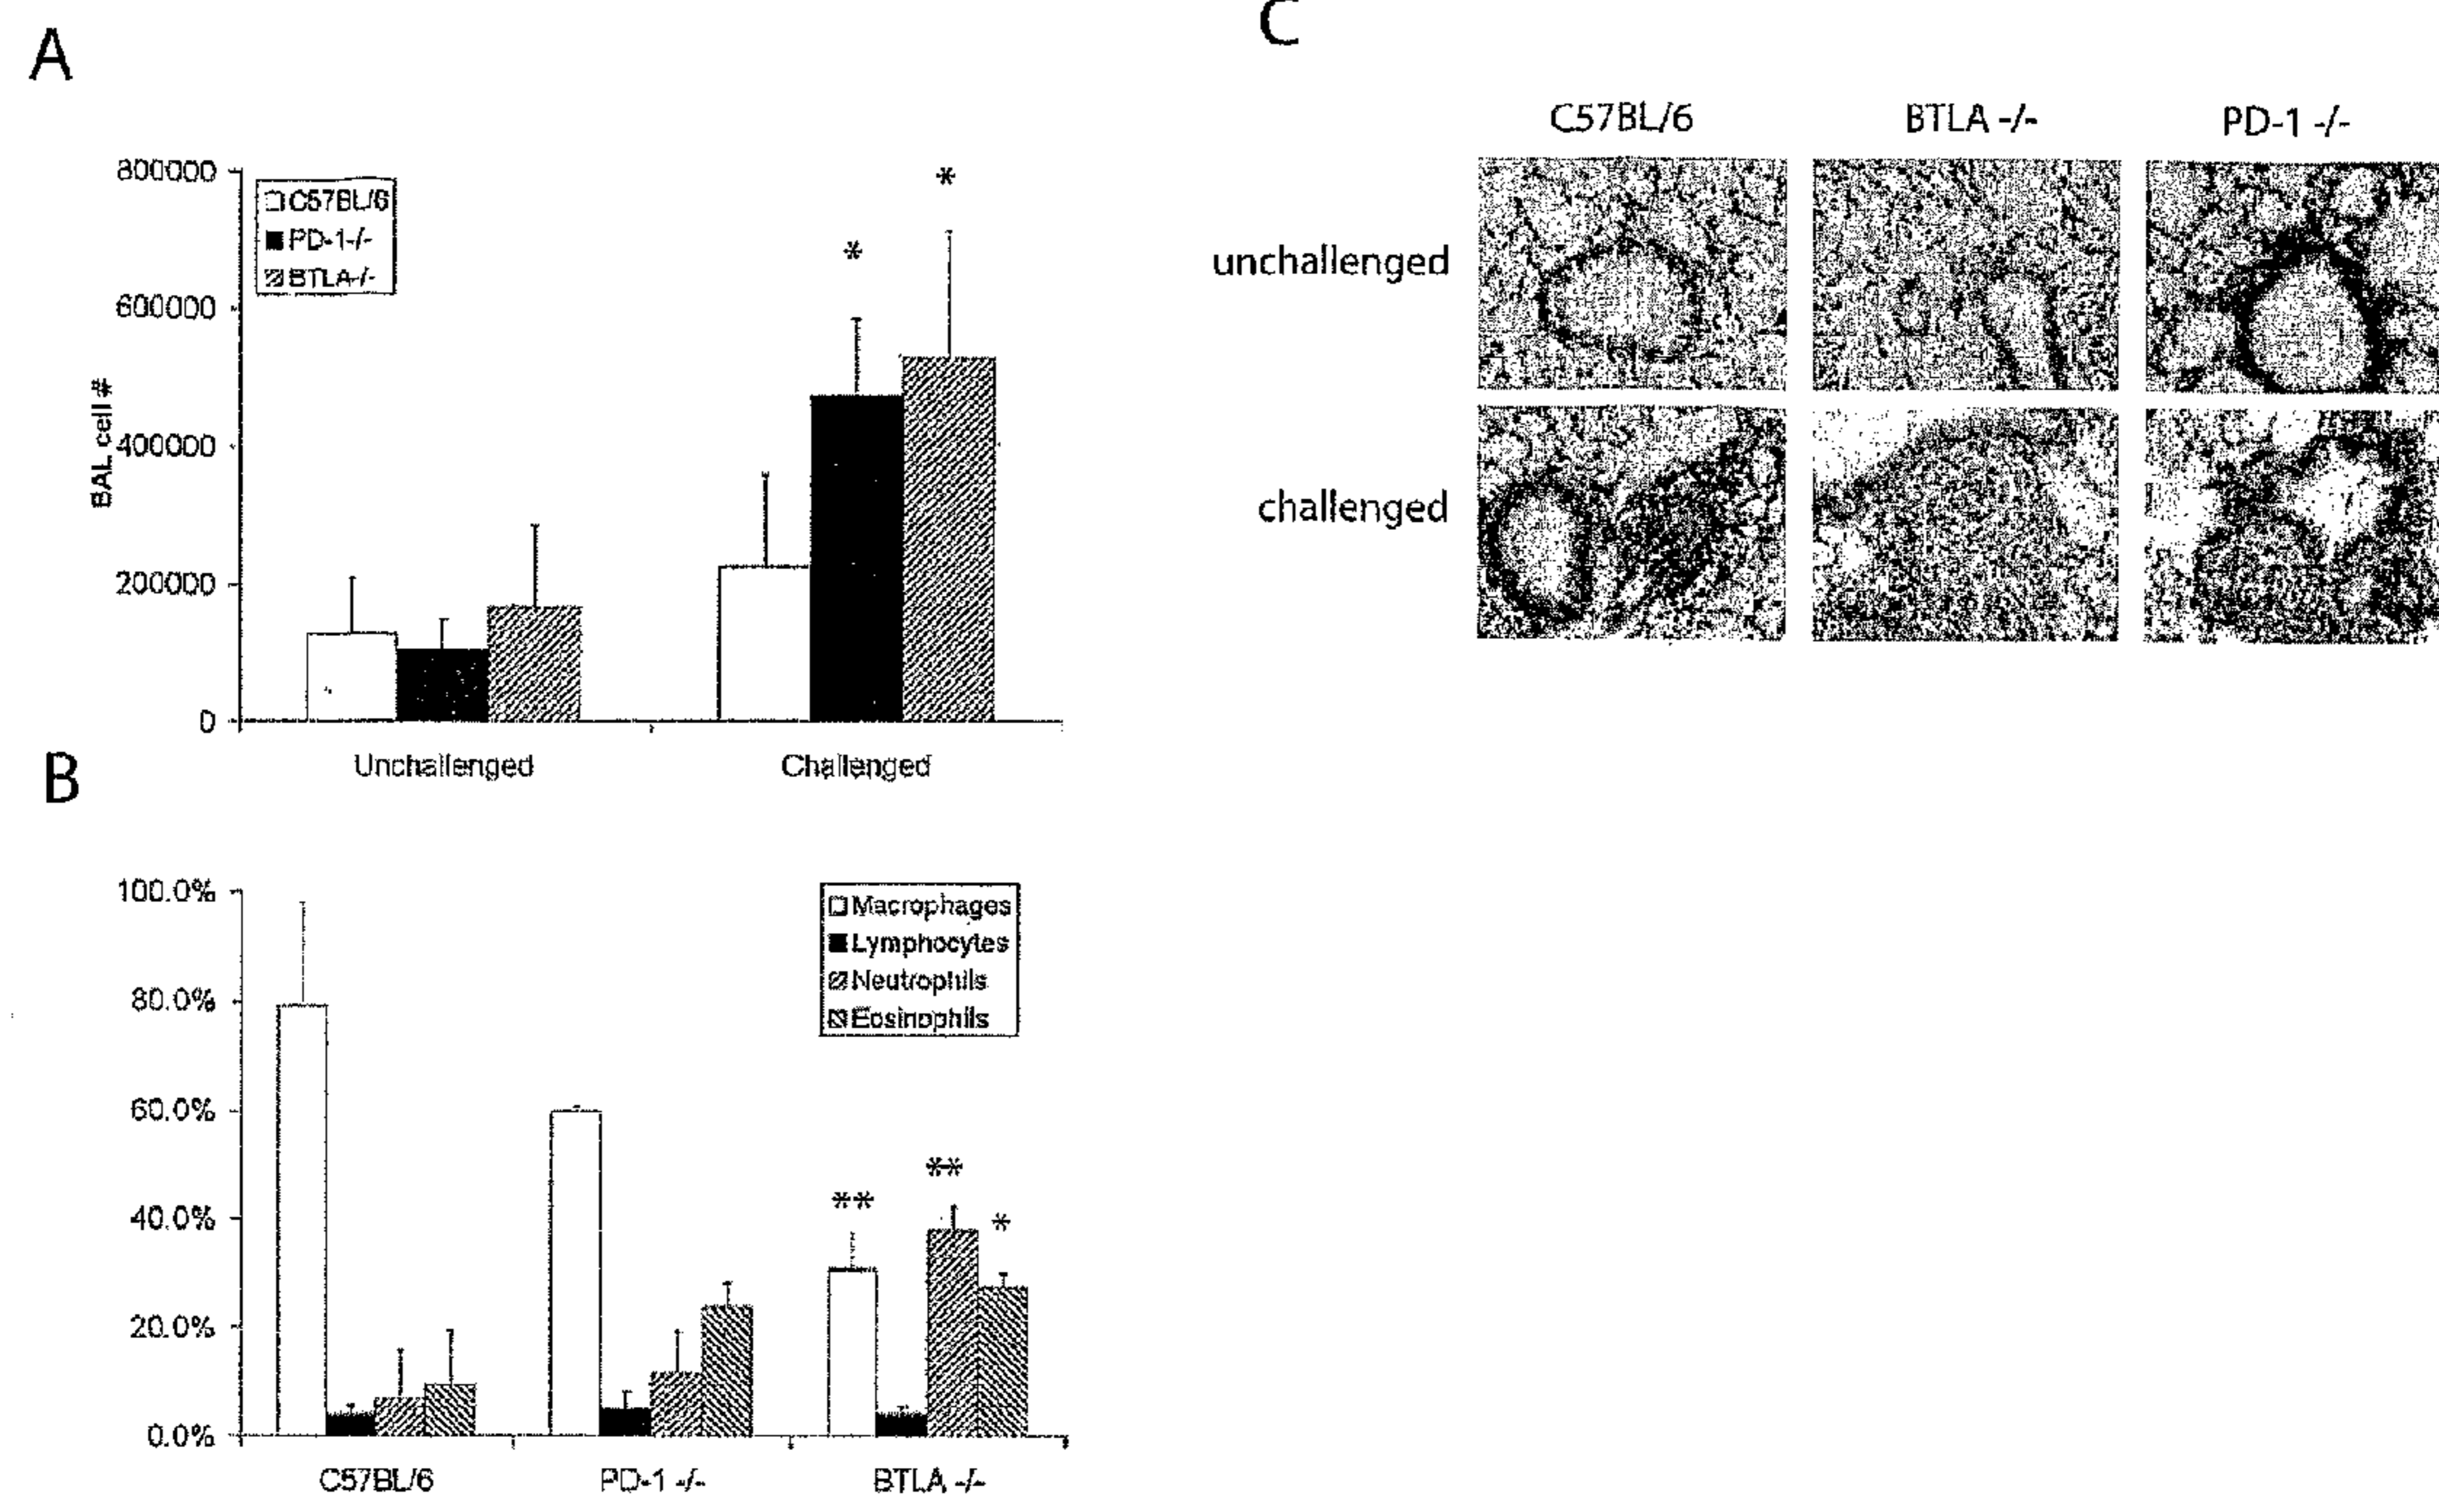 A
800000
600000
400000
200000
0
BAL cell #
C57BL/6
PD-1-/-
BTLA-/-
*
*
Unchallenged
Challenged
B
100.0%
80.0%
60.0%
40.0%
20.0%
0.0%
Macrophages
Lymphocytes
Neutrophils
Eosinophils
**
**
*
C57BL/6
PD-1 -/-
BTLA -/-
C
C57BL/6
BTLA -/-
PD-1 -/-
unchallenged
challenged